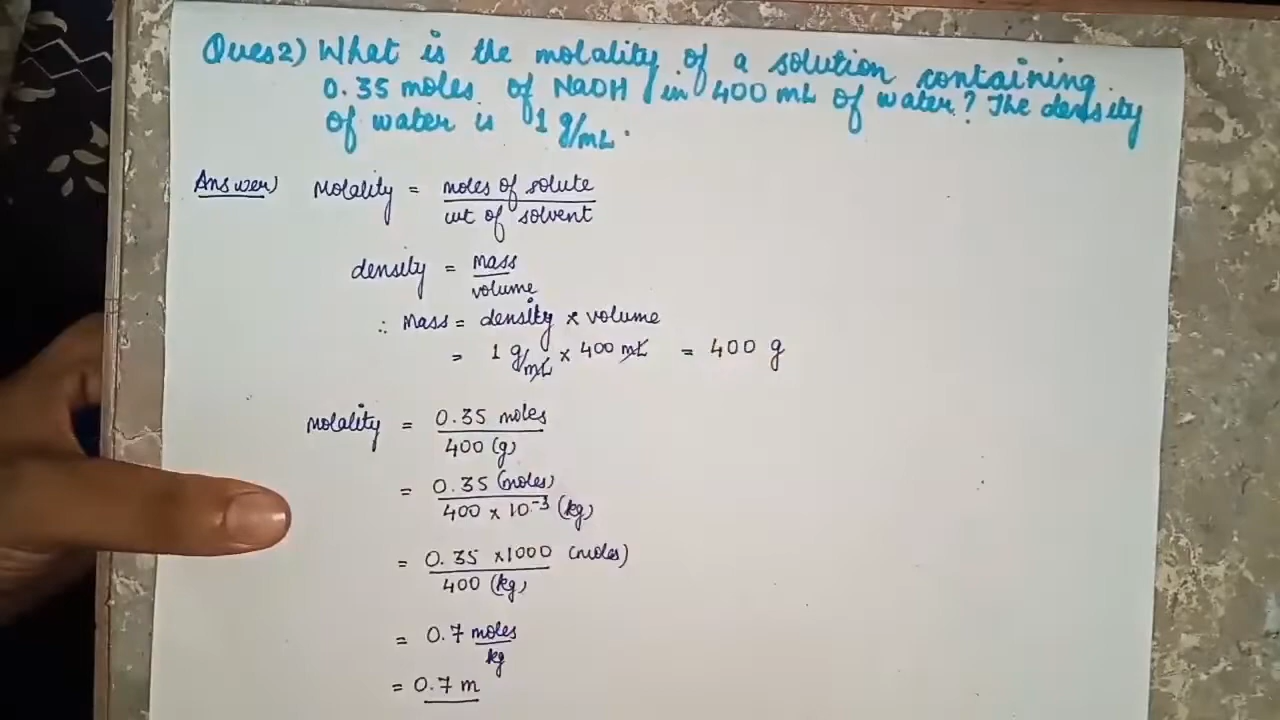 Ques 2) What is the molality of a solution containing
0.35 moles of NaOH in 400 mL of water? The density
of water is 1 g/mL.
Answer) Molality = moles of solute / wt of solvent
density = mass / volume
∴ Mass = density × volume
= 1 g/mL × 400 mL = 400 g
Molality = 0.35 moles / 400 (g)
= 0.35 (moles) / 400 × 10⁻³ (kg)
= 0.35 ×1000 (moles) / 400 (kg)
= 0.7 moles / kg
= 0.7 m